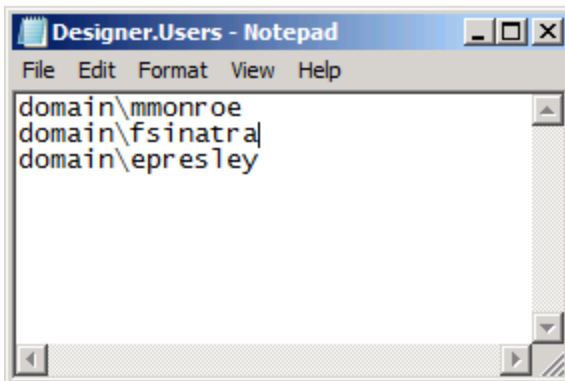 Designer.Users - Notepad
File Edit Format View Help
domain\mmonroe
domain\fsinatra
domain\epresley